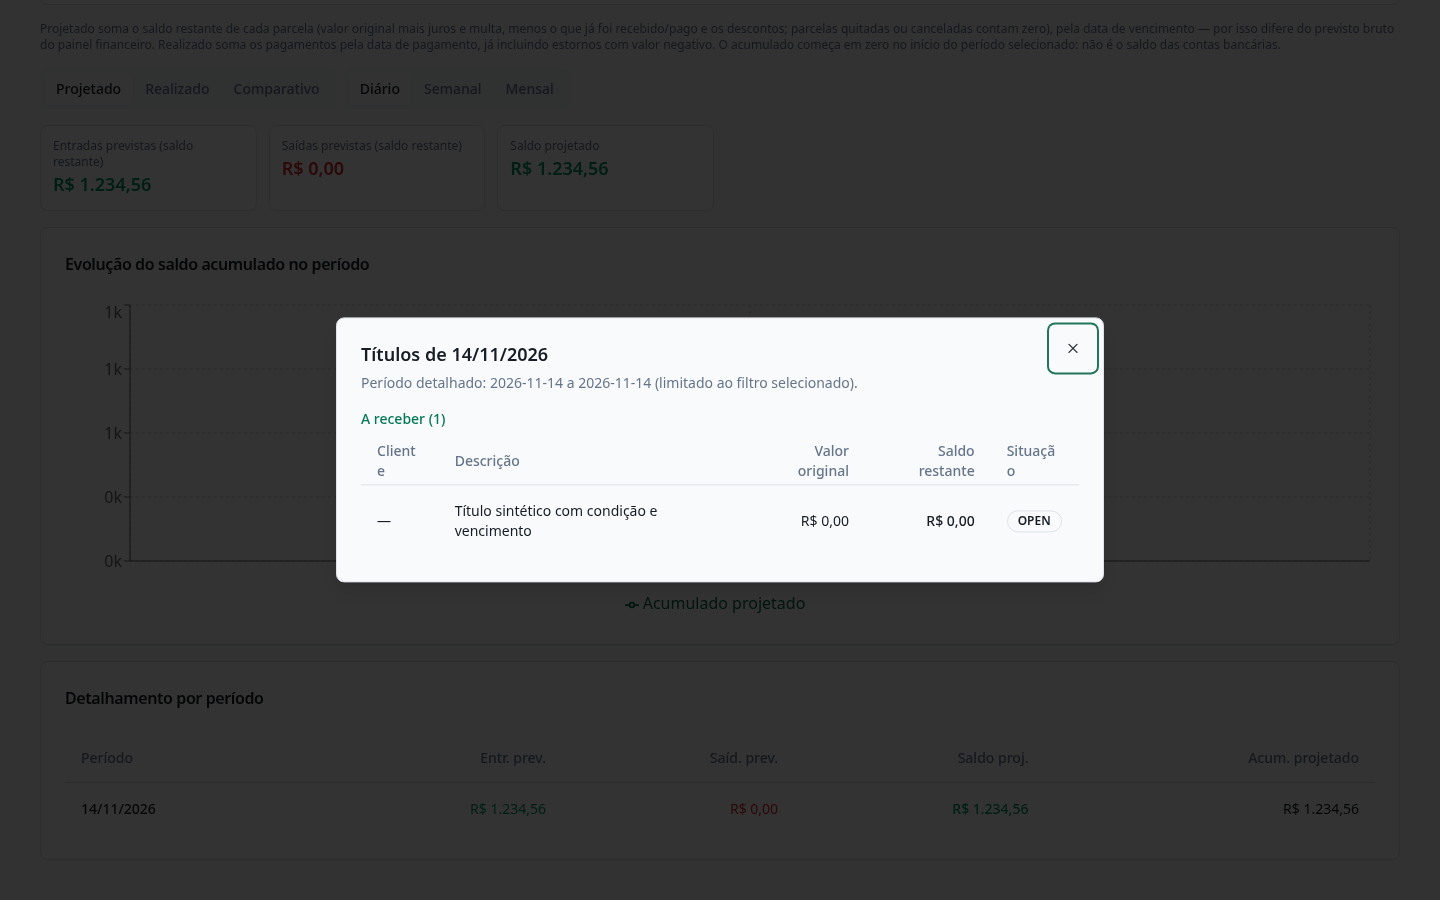 Projetado soma o saldo restante de cada parcela (valor original mais juros e multa, menos o que já foi recebido/pago e os descontos; parcelas quitadas ou canceladas contam zero), pela data de vencimento — por isso difere do previsto bruto
do painel financeiro. Realizado soma os pagamentos pela data de pagamento, já incluindo estornos com valor negativo. O acumulado começa em zero no início do período selecionado: não é o saldo das contas bancárias.
Projetado Realizado Comparativo Diário Semanal Mensal
Entradas previstas (saldo
restante)
R$ 1.234,56
Saídas previstas (saldo restante)
R$ 0,00
Saldo projetado
R$ 1.234,56
Evolução do saldo acumulado no período
1k
1k
1k
0k
0k
Títulos de 14/11/2026
×
Período detalhado: 2026-11-14 a 2026-11-14 (limitado ao filtro selecionado).
A receber (1)
Client
e
Descrição
Valor
original
Saldo
restante
Situaçã
o
—
Título sintético com condição e
vencimento
R$ 0,00
R$ 0,00
OPEN
Acumulado projetado
Detalhamento por período
Período Entr. prev. Saíd. prev. Saldo proj. Acum. projetado
14/11/2026 R$ 1.234,56 R$ 0,00 R$ 1.234,56 R$ 1.234,56